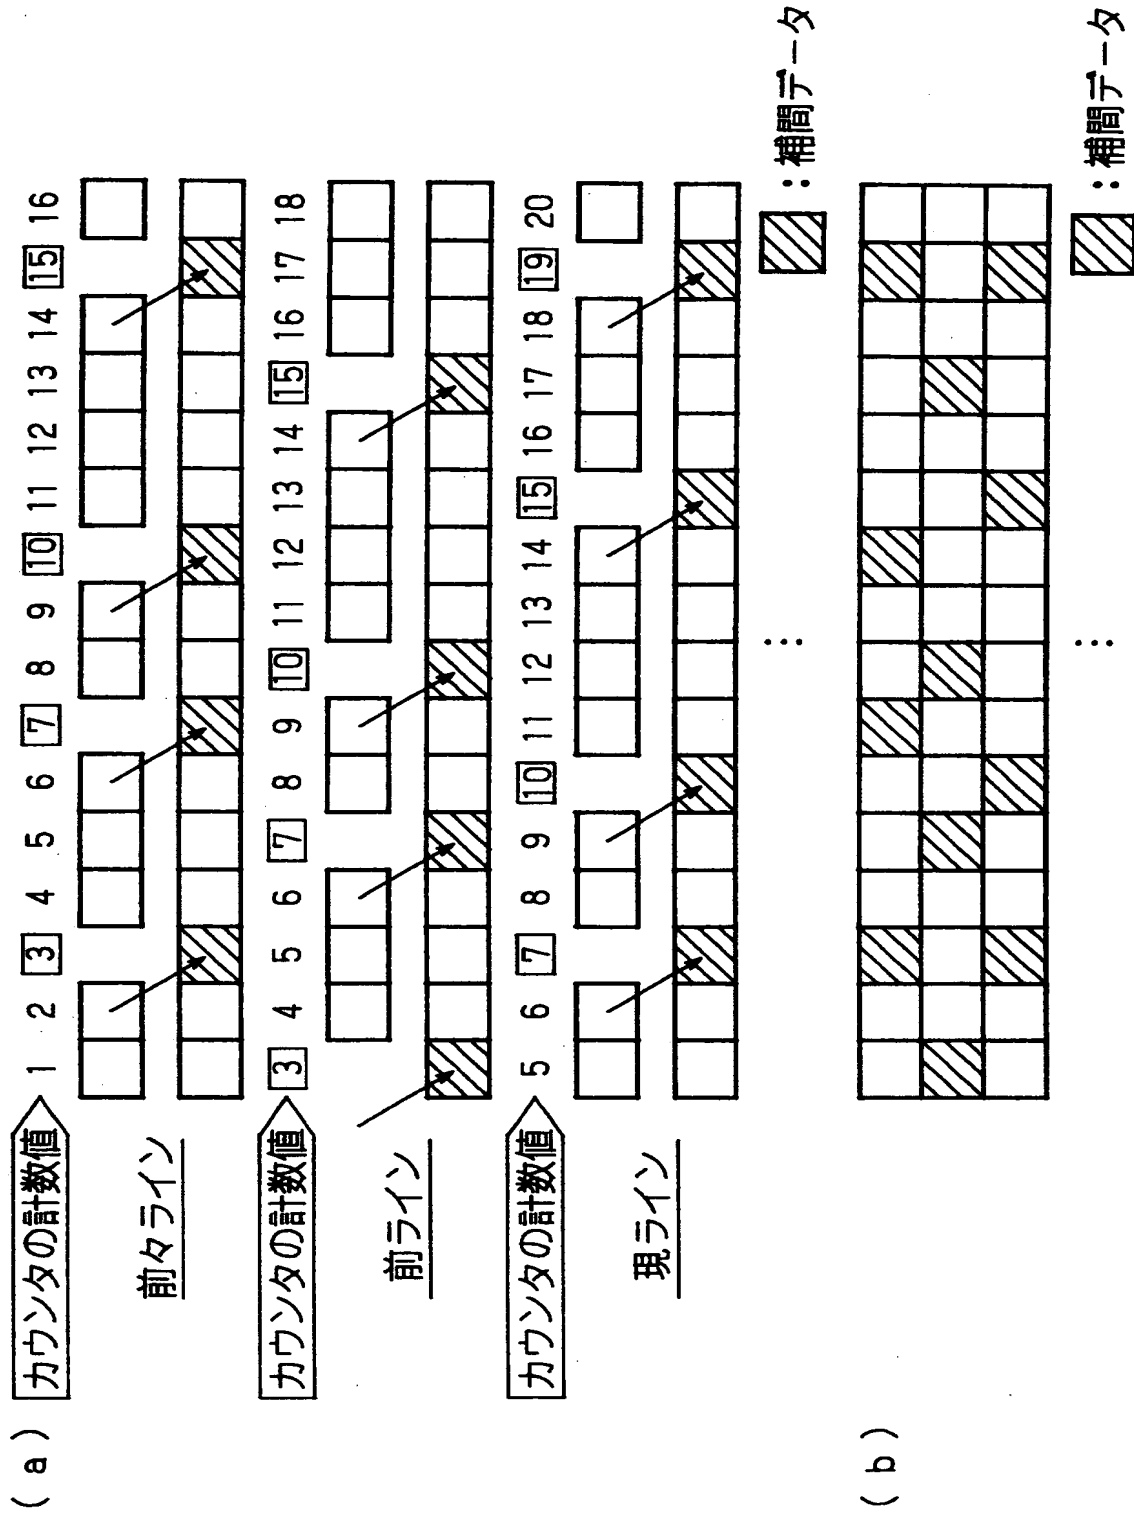 (a)
カウンタの計数値 1 2 3 4 5 6 7 8 9 10 11 12 13 14 15 16
前々ライン
カウンタの計数値 3 4 5 6 7 8 9 10 11 12 13 14 15 16 17 18
前ライン
カウンタの計数値 5 6 7 8 9 10 11 12 13 14 15 16 17 18 19 20
現ライン
⋮
:補間データ
(b)
⋮
:補間データ